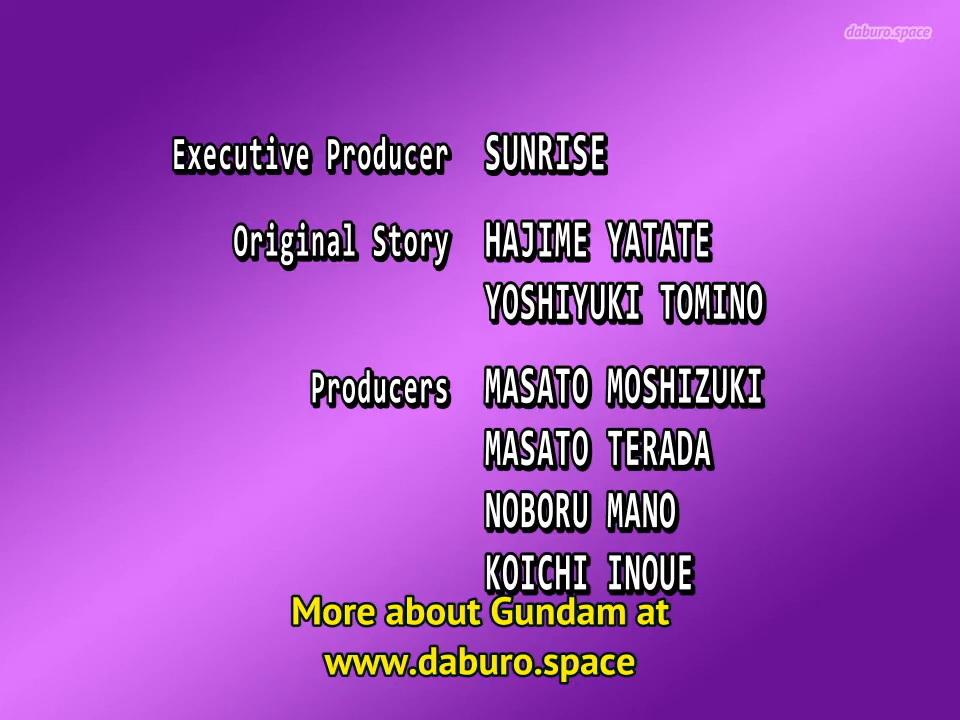 daburo.space
Executive Producer SUNRISE
Original Story HAJIME YATATE
YOSHIYUKI TOMINO
Producers MASATO MOSHIZUKI
MASATO TERADA
NOBORU MANO
KOICHI INOUE
More about Gundam at
www.daburo.space